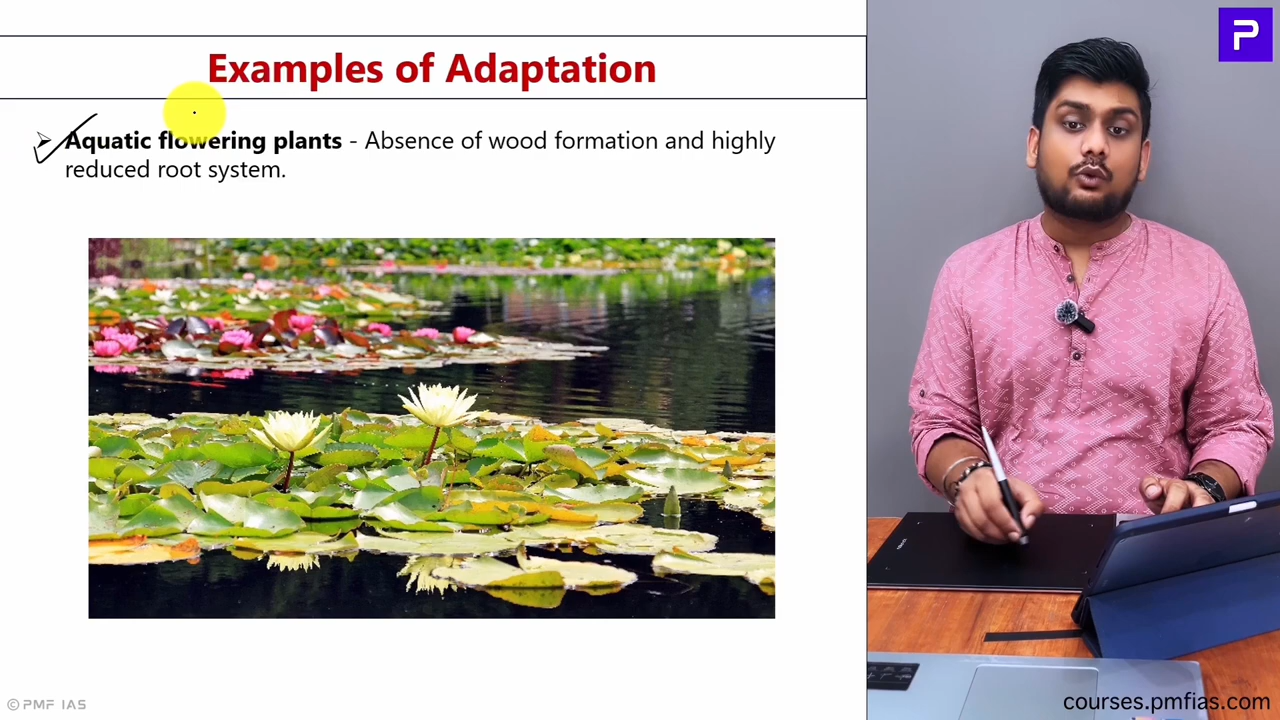 P
Examples of Adaptation
➤ Aquatic flowering plants - Absence of wood formation and highly
reduced root system.
© PMF IAS
courses.pmfias.com